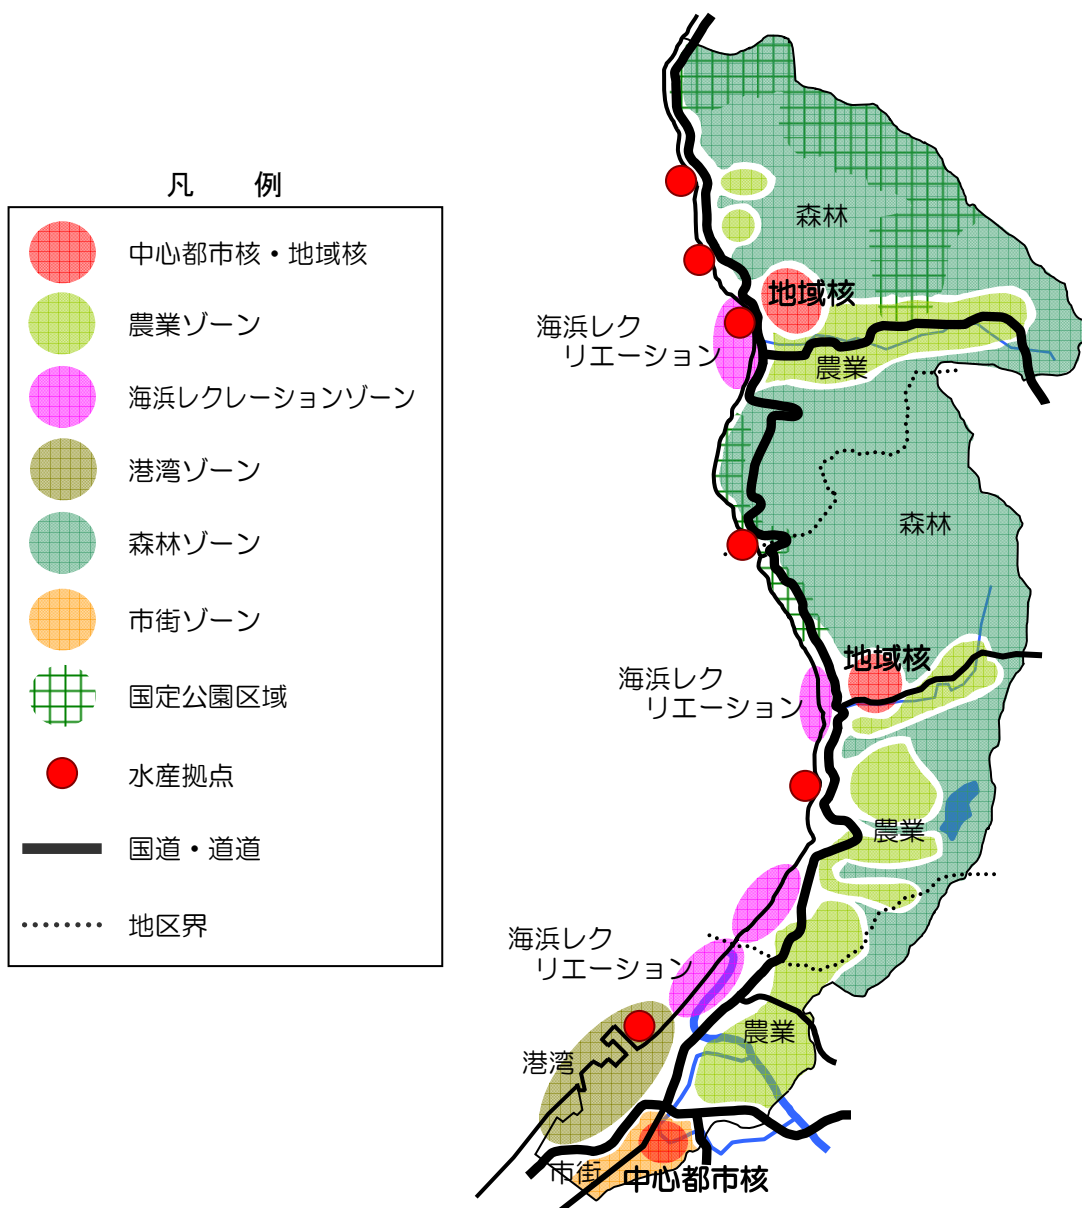 凡 例
中心都市核・地域核
農業ゾーン
海浜レクレーションゾーン
港湾ゾーン
森林ゾーン
市街ゾーン
国定公園区域
水産拠点
国道・道道
地区界
森林
地域核
海浜レク
リエーション
農業
森林
地域核
海浜レク
リエーション
農業
海浜レク
リエーション
農業
港湾
市街
中心都市核